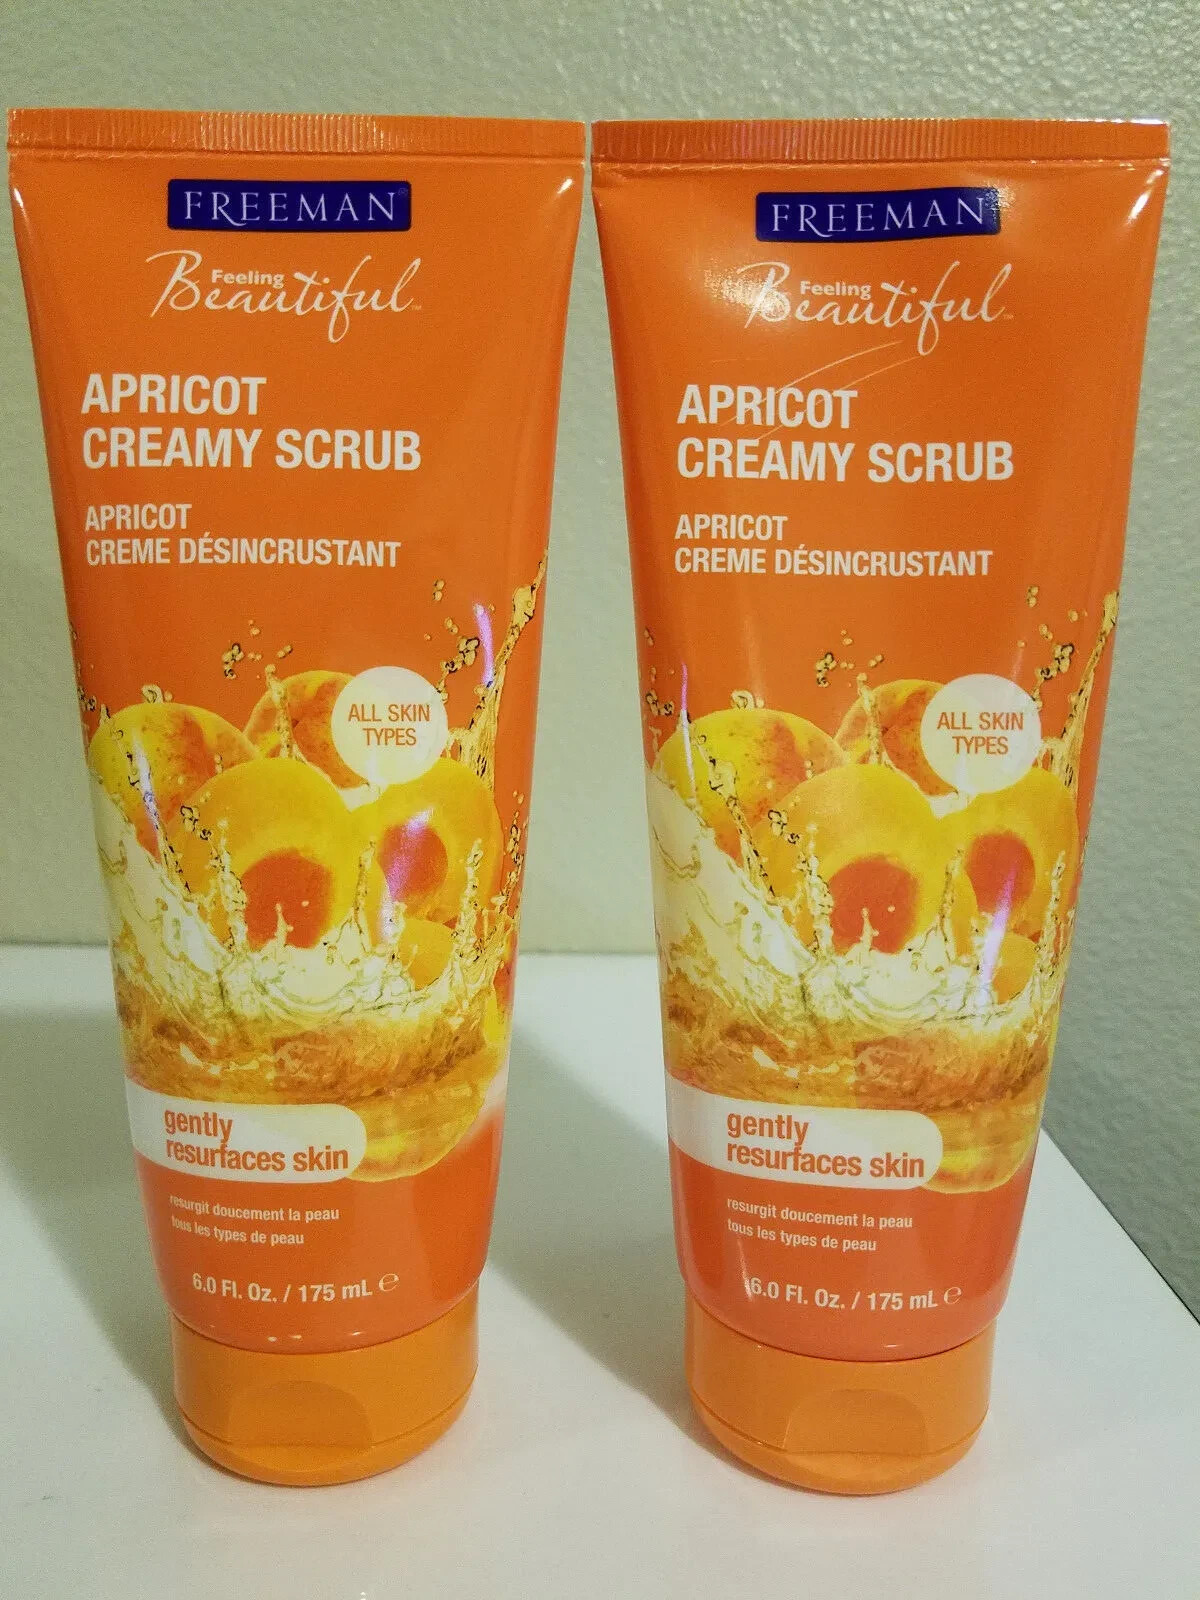 FREEMAN®
Feeling
Beautiful™
APRICOT
CREAMY SCRUB
APRICOT
CREME DÉSINCRUSTANT
ALL SKIN
TYPES
gently
resurfaces skin
resurgit doucement la peau
tous les types de peau
6.0 Fl. Oz. / 175 mL ℮
FREEMAN
Feeling
Beautiful™
APRICOT
CREAMY SCRUB
APRICOT
CREME DÉSINCRUSTANT
ALL SKIN
TYPES
gently
resurfaces skin
resurgit doucement la peau
tous les types de peau
6.0 Fl. Oz. / 175 mL ℮